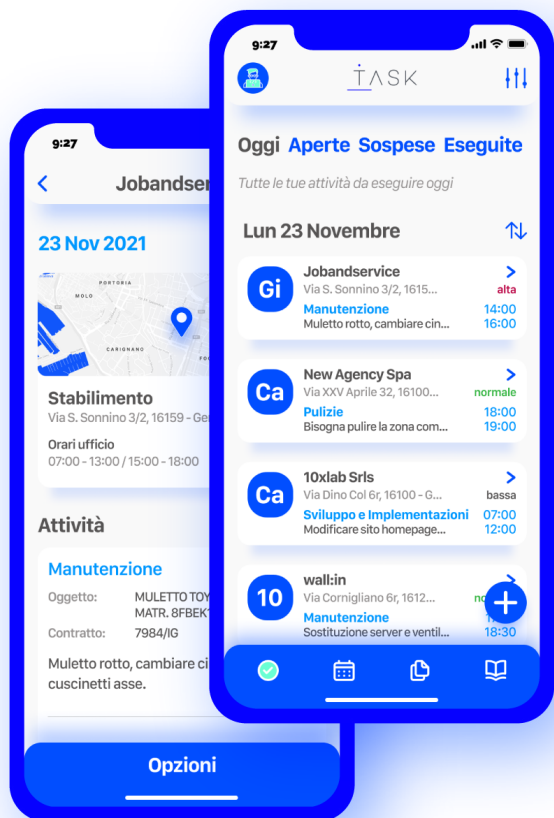 9:27
TASK
Oggi Aperte Sospese Eseguite
Tutte le tue attività da eseguire oggi
Lun 23 Novembre
Gi
Jobandservice
Via S. Sonnino 3/2, 1615...
alta
Manutenzione 14:00
Muletto rotto, cambiare cin... 16:00
Ca
New Agency Spa
Via XXV Aprile 32, 16100...
normale
Pulizie 18:00
Bisogna pulire la zona com... 19:00
Ca
10xlab Srls
Via Dino Col 6r, 16100 - G...
bassa
Sviluppo e Implementazioni 07:00
Modificare sito homepage... 12:00
10
wall:in
Via Cornigliano 6r, 1612...
Manutenzione
Sostituzione server e ventil... 18:30
9:27
Jobandser
23 Nov 2021
PORTORIA
MOLO
CARIGNANO
Stabilimento
Via S. Sonnino 3/2, 16159 - Ge
Orari ufficio
07:00 - 13:00 / 15:00 - 18:00
Attività
Manutenzione
Oggetto: MULETTO TOY
MATR. 8FBEK1
Contratto: 7984/IG
Muletto rotto, cambiare ci
cuscinetti asse.
Opzioni